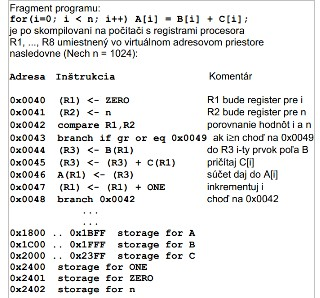 Fragment programu:
for(i=0; i < n; i++) A[i] = B[i] + C[i];
je po skompilovaní na počítači s registrami procesora
R1, ..., R8 umiestnený vo virtuálnom adresovom priestore
nasledovne (Nech n = 1024):
Adresa Inštrukcia Komentár
0x0040 (R1) <- ZERO R1 bude register pre i
0x0041 (R2) <- n R2 bude register pre n
0x0042 compare R1,R2 porovnanie hodnôt i a n
0x0043 branch if gr or eq 0x0049 ak i≥n choď na 0x0049
0x0044 (R3) <- B(R1) do R3 i-ty prvok poľa B
0x0045 (R3) <- (R3) + C(R1) pričítaj C[i]
0x0046 A(R1) <- (R3) súčet daj do A[i]
0x0047 (R1) <- (R1) + ONE inkrementuj i
0x0048 branch 0x0042 choď na 0x0042
...
...
0x1800 .. 0x1BFF storage for A
0x1C00 .. 0x1FFF storage for B
0x2000 .. 0x23FF storage for C
0x2400 storage for ONE
0x2401 storage for ZERO
0x2402 storage for n